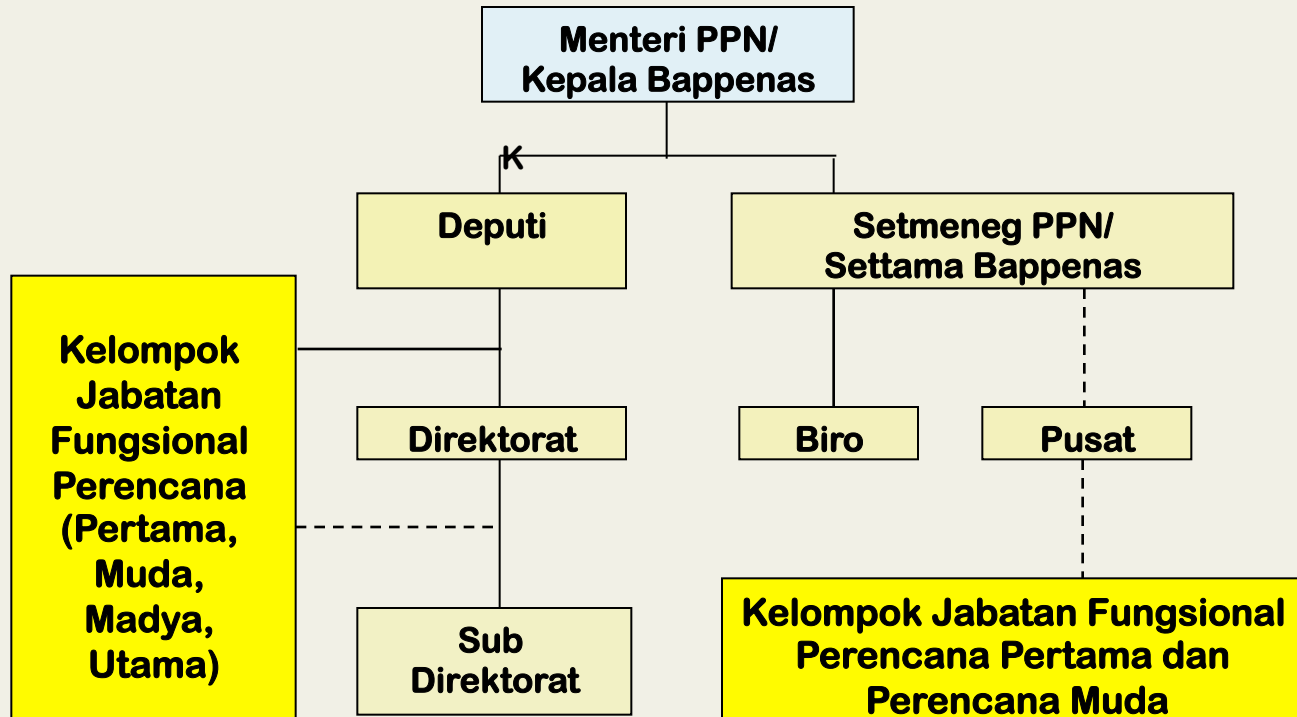 Menteri PPN/
Kepala Bappenas
K
Deputi
Setmeneg PPN/
Settama Bappenas
Kelompok
Jabatan
Fungsional
Perencana
(Pertama,
Muda,
Madya,
Utama)
Direktorat
Biro
Pusat
Sub
Direktorat
Kelompok Jabatan Fungsional
Perencana Pertama dan
Perencana Muda